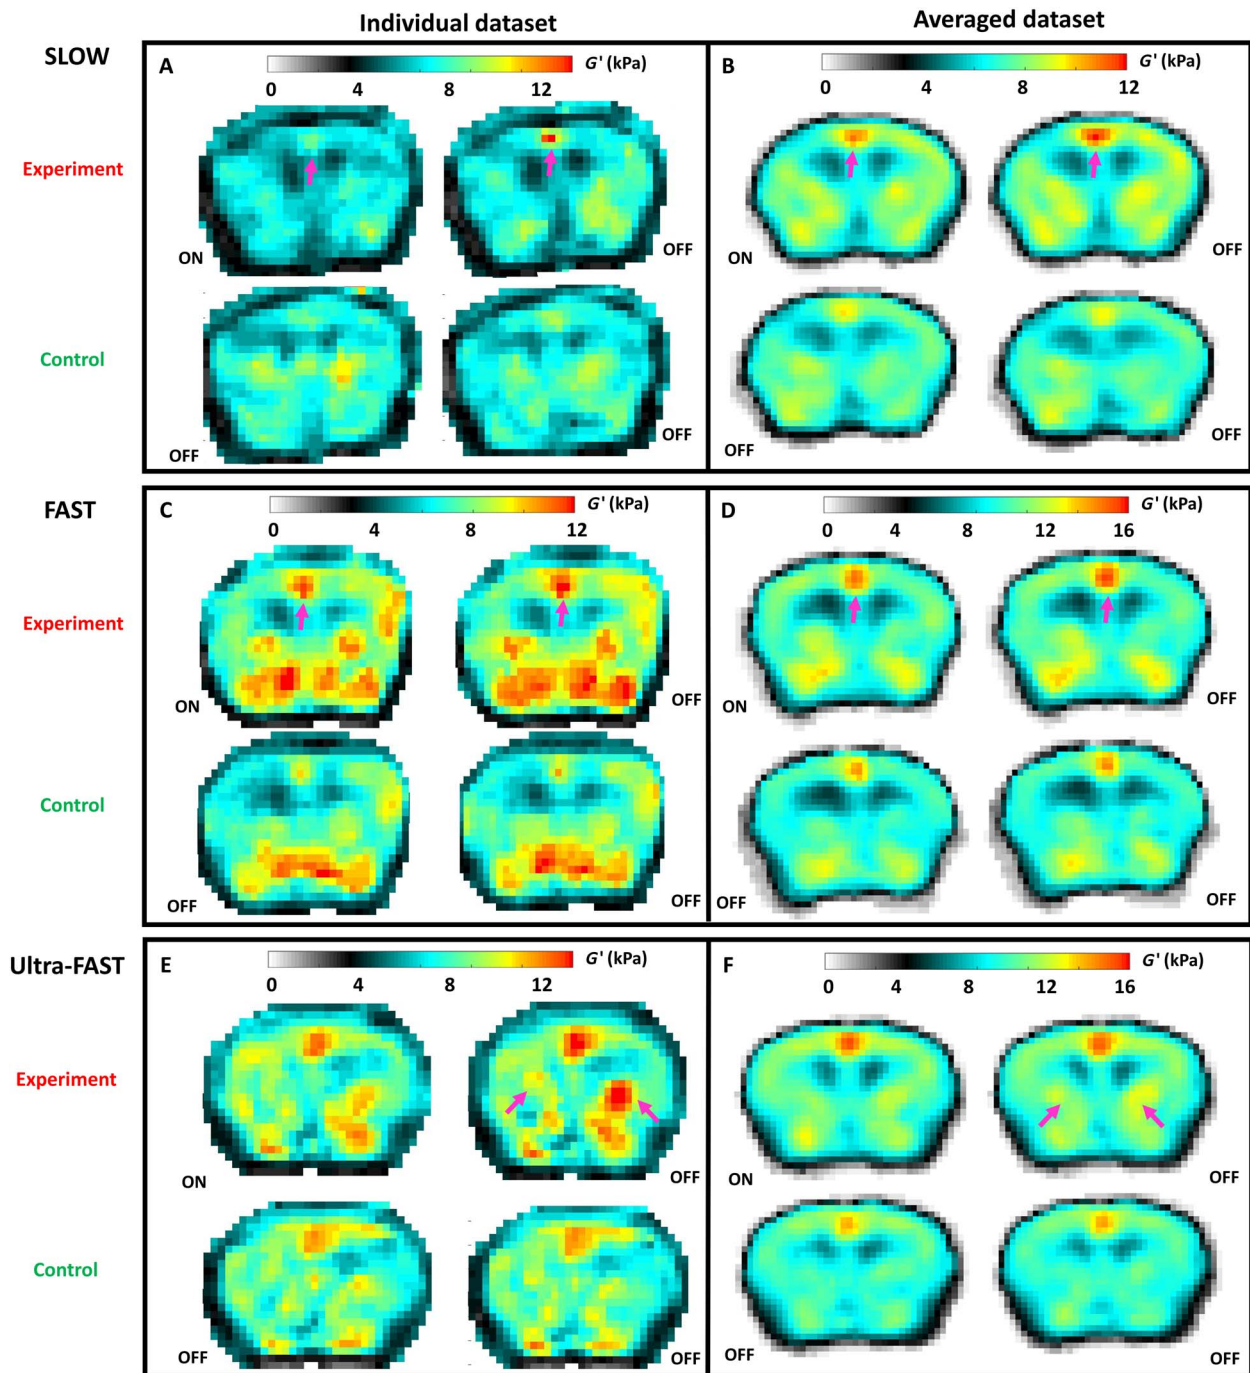 Individual dataset
Averaged dataset
SLOW
A
G' (kPa)
0 4 8 12
B
G' (kPa)
0 4 8 12
Experiment
ON
OFF
ON
OFF
Control
OFF
OFF
OFF
OFF
FAST
C
G' (kPa)
0 4 8 12
D
G' (kPa)
0 4 8 12 16
Experiment
ON
OFF
ON
OFF
Control
OFF
OFF
OFF
OFF
Ultra-FAST
E
G' (kPa)
0 4 8 12
F
G' (kPa)
0 4 8 12 16
Experiment
ON
OFF
ON
OFF
Control
OFF
OFF
OFF
OFF